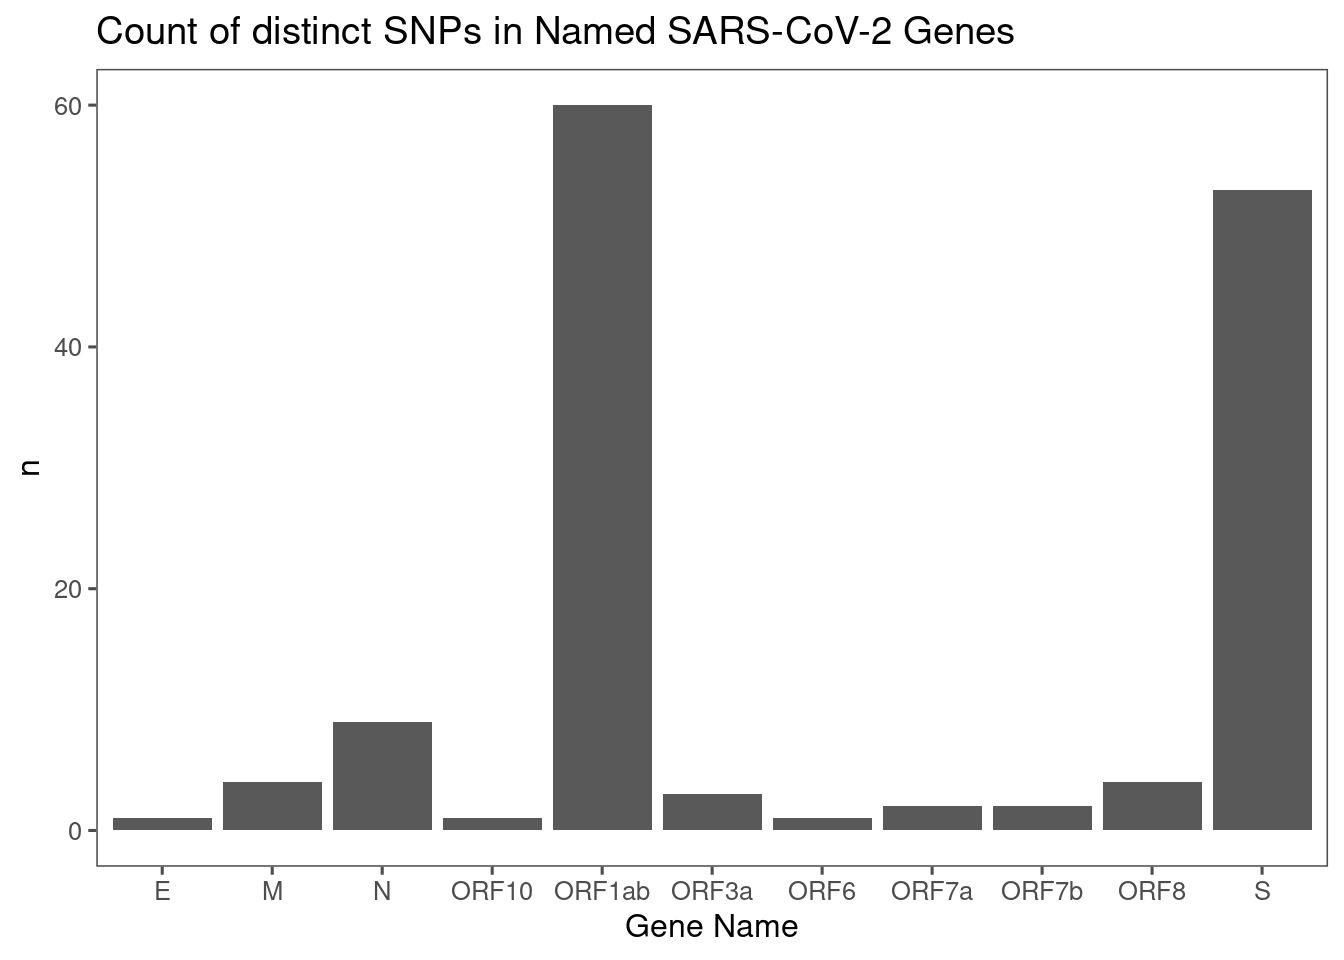 Count of distinct SNPs in Named SARS-CoV-2 Genes
60
40
20
0
n
E M N ORF10 ORF1ab ORF3a ORF6 ORF7a ORF7b ORF8 S
Gene Name